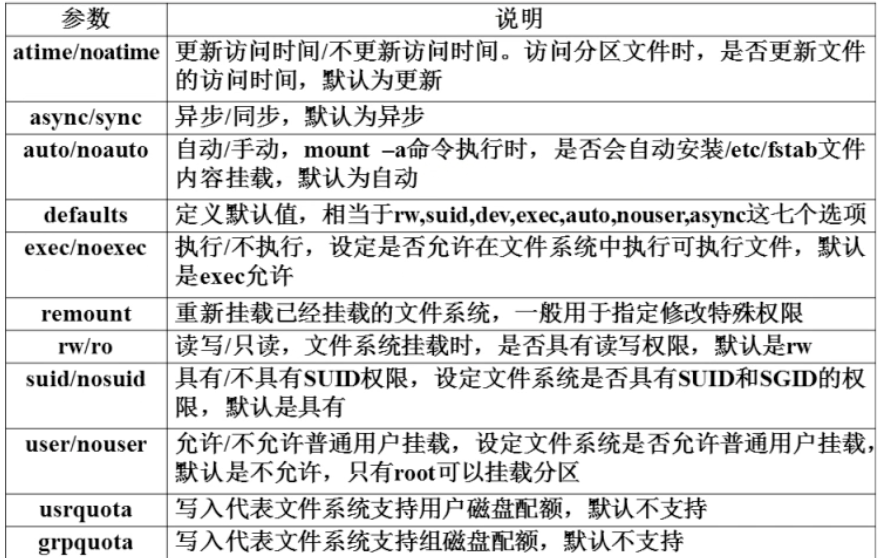 参数 说明
atime/noatime 更新访问时间/不更新访问时间。访问分区文件时，是否更新文件
的访问时间，默认为更新
async/sync 异步/同步，默认为异步
auto/noauto 自动/手动，mount –a命令执行时，是否会自动安装/etc/fstab文件
内容挂载，默认为自动
defaults 定义默认值，相当于rw,suid,dev,exec,auto,nouser,async这七个选项
exec/noexec 执行/不执行，设定是否允许在文件系统中执行可执行文件，默认
是exec允许
remount 重新挂载已经挂载的文件系统，一般用于指定修改特殊权限
rw/ro 读写/只读，文件系统挂载时，是否具有读写权限，默认是rw
suid/nosuid 具有/不具有SUID权限，设定文件系统是否具有SUID和SGID的权
限，默认是具有
user/nouser 允许/不允许普通用户挂载，设定文件系统是否允许普通用户挂载，
默认是不允许，只有root可以挂载分区
usrquota 写入代表文件系统支持用户磁盘配额，默认不支持
grpquota 写入代表文件系统支持组磁盘配额，默认不支持